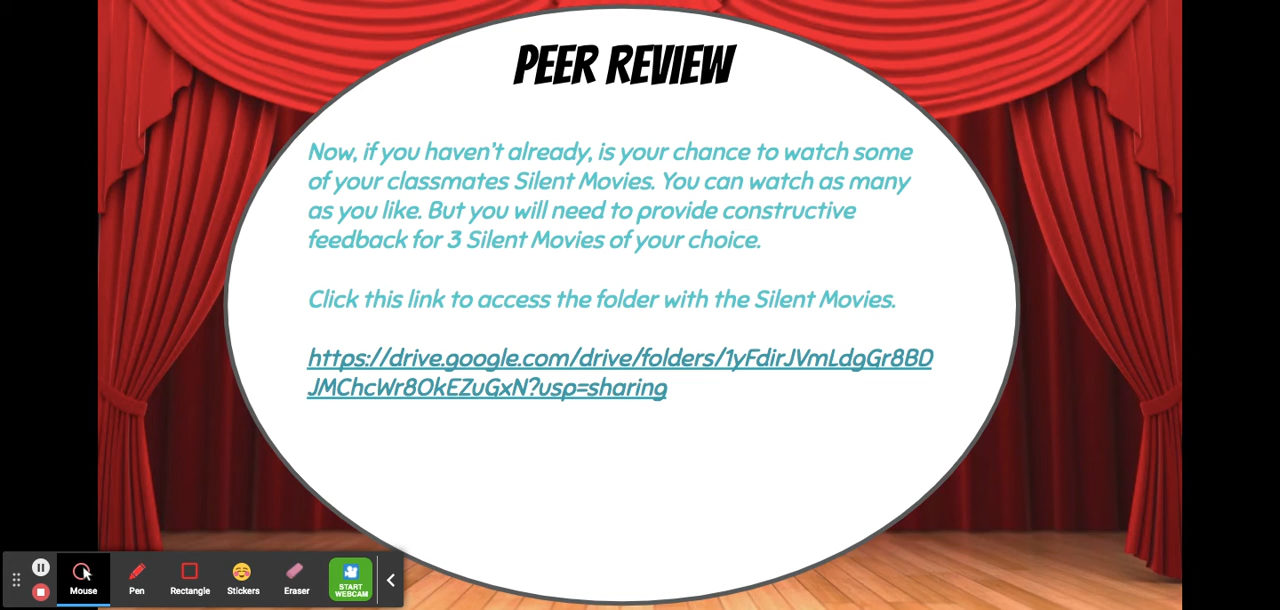 PEER REVIEW
Now, if you haven't already, is your chance to watch some
of your classmates Silent Movies. You can watch as many
as you like. But you will need to provide constructive
feedback for 3 Silent Movies of your choice.
Click this link to access the folder with the Silent Movies.
https://drive.google.com/drive/folders/1yFdirJVmLdgGr8BD
JMChcWr8OkEZuGxN?usp=sharing
Mouse
Pen
Rectangle
Stickers
Eraser
START
WEBCAM